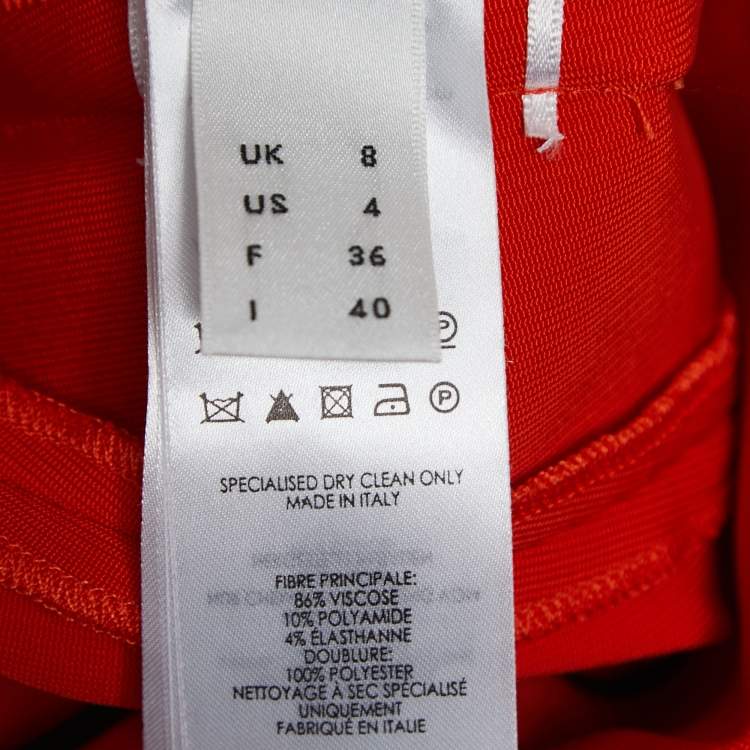 UK 8
US 4
F 36
I 40
P
P
SPECIALISED DRY CLEAN ONLY
MADE IN ITALY
FIBRE PRINCIPALE:
86% VISCOSE
10% POLYAMIDE
4% ÉLASTHANNE
DOUBLURE:
100% POLYESTER
NETTOYAGE À SEC SPÉCIALISÉ
UNIQUEMENT
FABRIQUÉ EN ITALIE